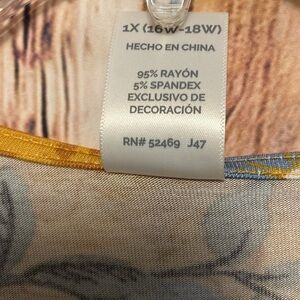 1X (16W-18W)
HECHO EN CHINA
95% RAYÓN
5% SPANDEX
EXCLUSIVO DE
DECORACIÓN
RN# 52469 J47